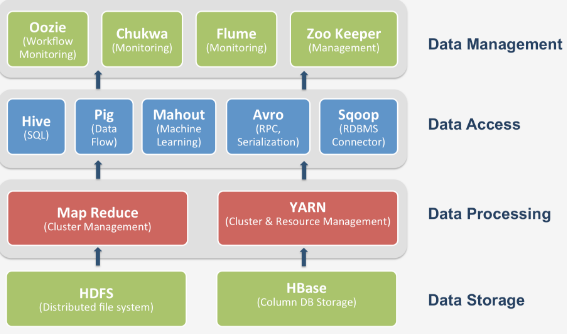 Oozie
(Workflow
Monitoring)
Chukwa
(Monitoring)
Flume
(Monitoring)
Zoo Keeper
(Management)
Data Management
Hive
(SQL)
Pig
(Data
Flow)
Mahout
(Machine
Learning)
Avro
(RPC,
Serialization)
Sqoop
(RDBMS
Connector)
Data Access
Map Reduce
(Cluster Management)
YARN
(Cluster & Resource Management)
Data Processing
HDFS
(Distributed file system)
HBase
(Column DB Storage)
Data Storage